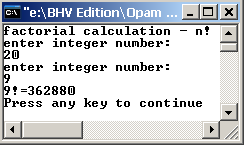 "e:\BHV Edition\Opam ...
factorial calculation - n!
enter integer number:
20
enter integer number:
9
9!=362880
Press any key to continue